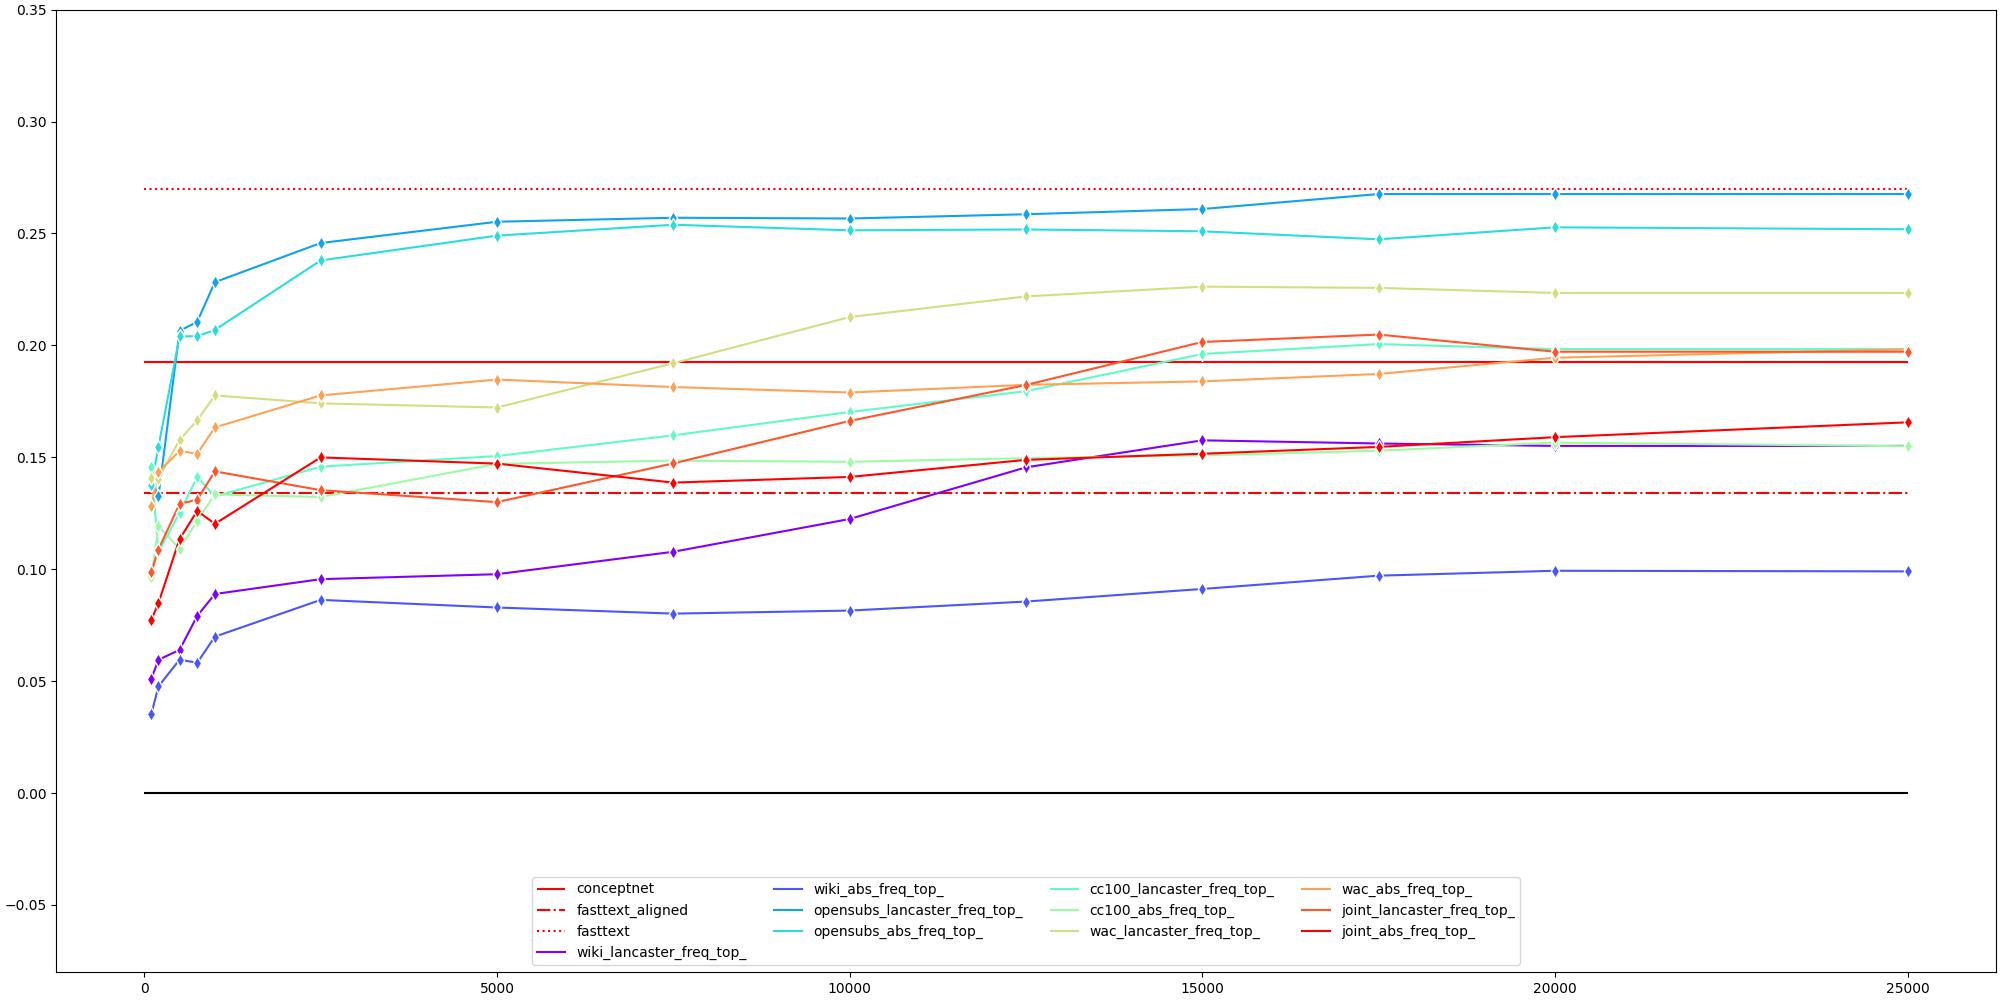 0.35
0.30
0.25
0.20
0.15
0.10
0.05
0.00
−0.05
conceptnet
fasttext_aligned
fasttext
wiki_lancaster_freq_top_
wiki_abs_freq_top_
opensubs_lancaster_freq_top_
opensubs_abs_freq_top_
cc100_lancaster_freq_top_
cc100_abs_freq_top_
wac_lancaster_freq_top_
wac_abs_freq_top_
joint_lancaster_freq_top_
joint_abs_freq_top_
0 5000 10000 15000 20000 25000